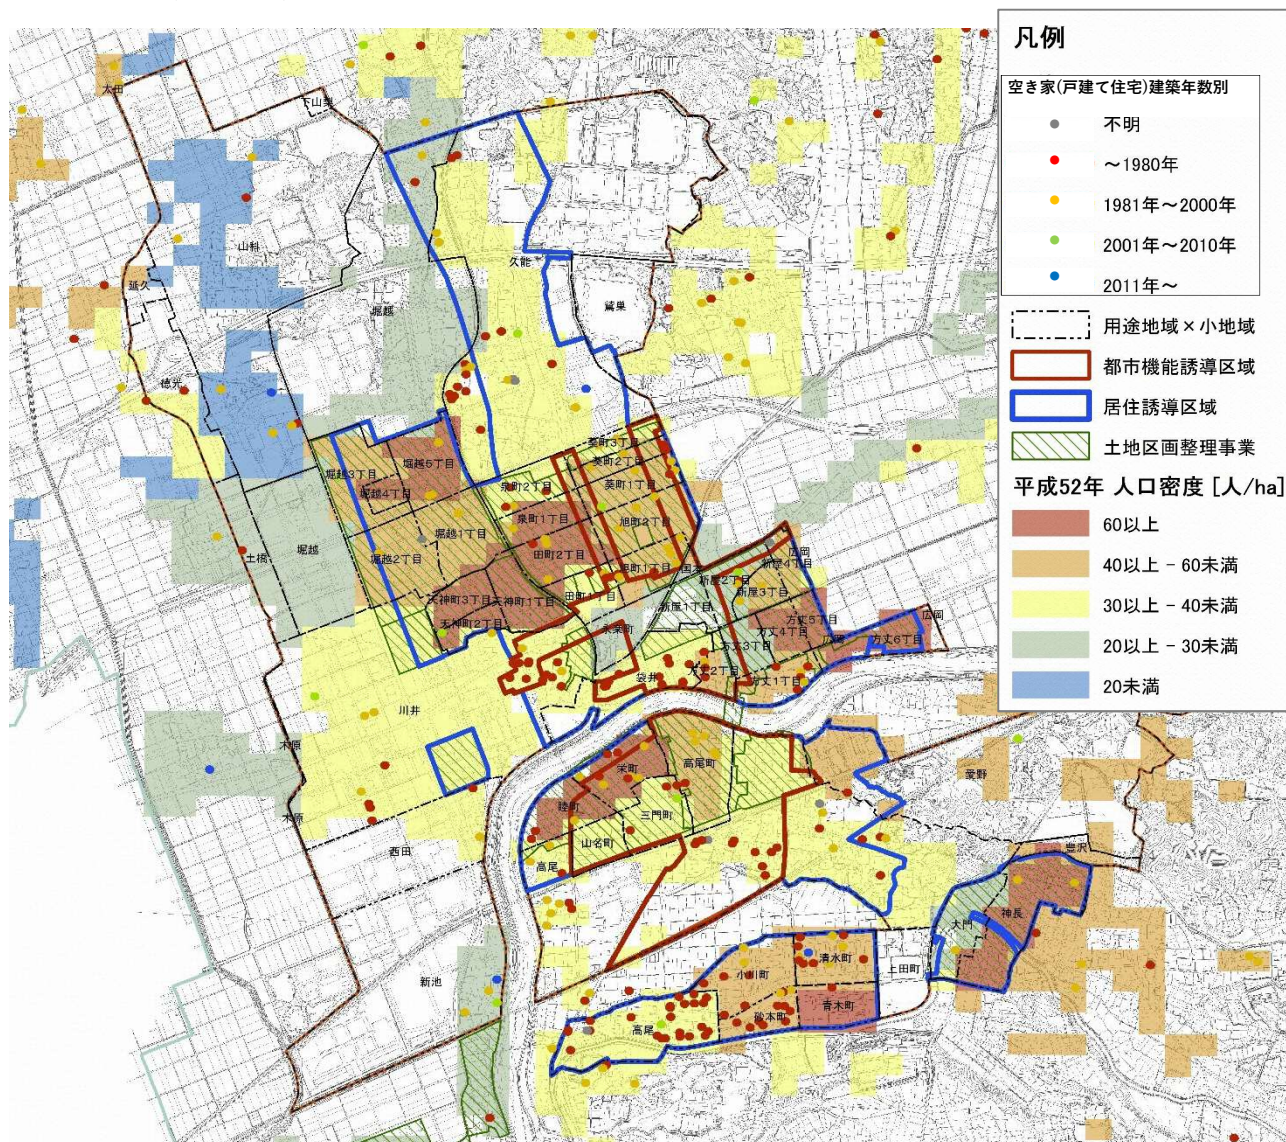 凡例
空き家(戸建て住宅)建築年数別
不明
～1980年
1981年～2000年
2001年～2010年
2011年～
用途地域×小地域
都市機能誘導区域
居住誘導区域
土地区画整理事業
平成52年 人口密度 [人/ha]
60以上
40以上 - 60未満
30以上 - 40未満
20以上 - 30未満
20未満
太田
下山梨
山科
久能
延久
堀越
鷲巣
徳光
葵町3丁目
堀越5丁目
葵町2丁目
堀越3丁目
泉町2丁目
葵町1丁目
堀越4丁目
泉町1丁目
旭町2丁目
堀越1丁目
堀越
田町2丁目
広岡
土橋
堀越2丁目
旭町1丁目
国本
新屋4丁目
新屋2丁目
新屋3丁目
天神町3丁目
天神町1丁目
田町1丁目
新屋1丁目
広岡
天神町2丁目
永楽町
方丈5丁目
方丈4丁目
広岡
方丈6丁目
方丈3丁目
方丈2丁目
袋井
方丈1丁目
川井
木原
栄町
高尾町
愛野
睦町
三門町
木原
山名町
西田
高尾
豊沢
神長
大門
新池
清水町
上田町
小川町
青木町
砂本町
高尾